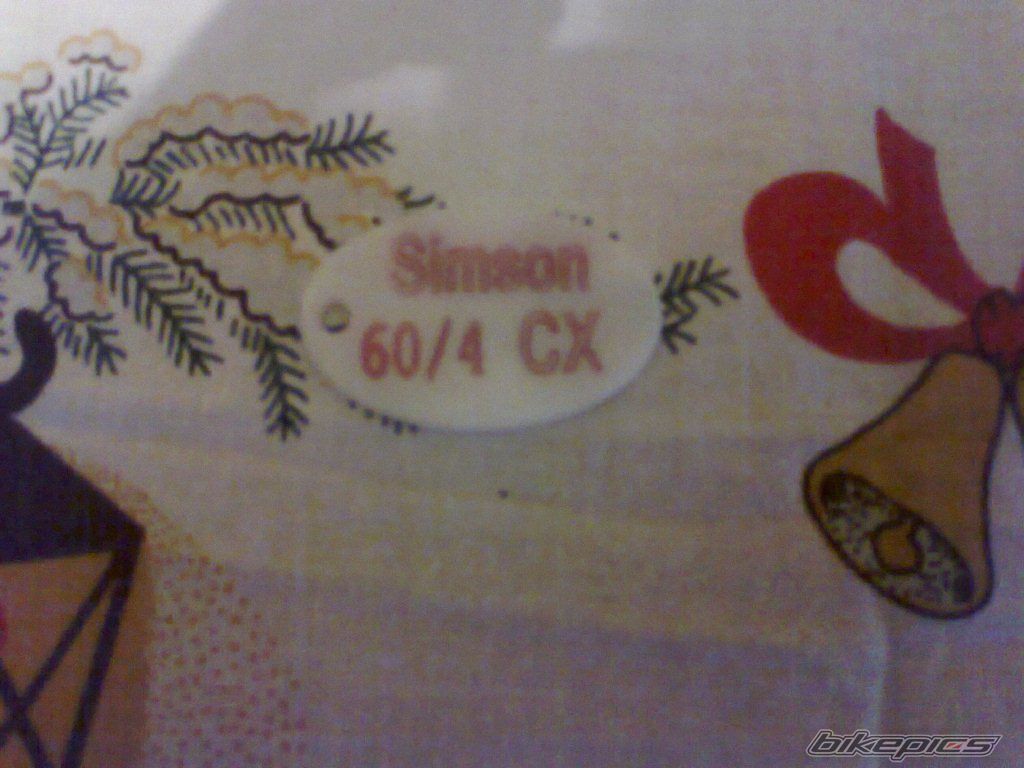 Simson
60/4 CX
bikepics